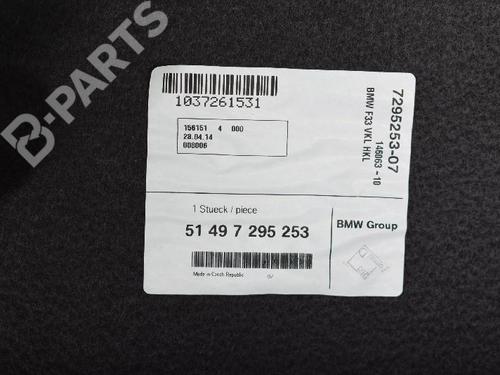 B-PARTS
1037261531
156151 4 000
28.04.14
008006
7295253-07
146063-10
BMW F33 VKL HKL
1 Stueck / piece
51 49 7 295 253
Made in Czech Republic
BMW Group